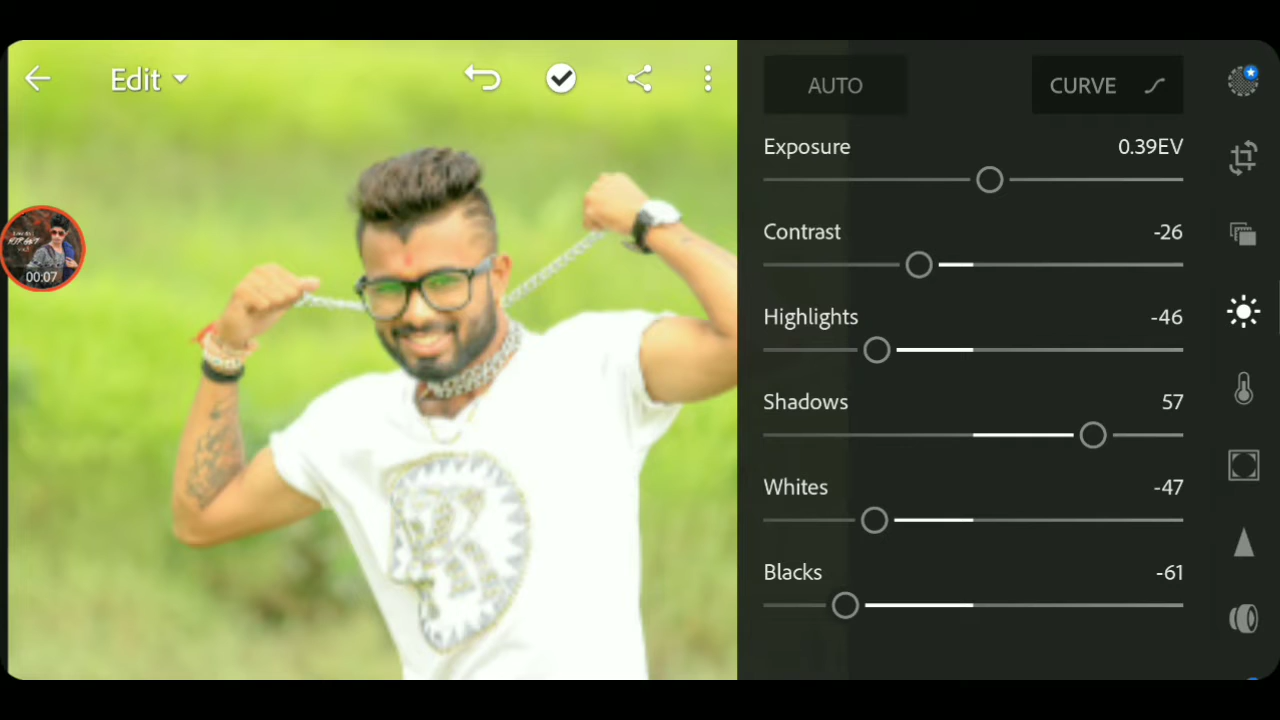 Edit
AUTO
CURVE
Exposure 0.39EV
Contrast -26
Highlights -46
Shadows 57
Whites -47
Blacks -61
00:07